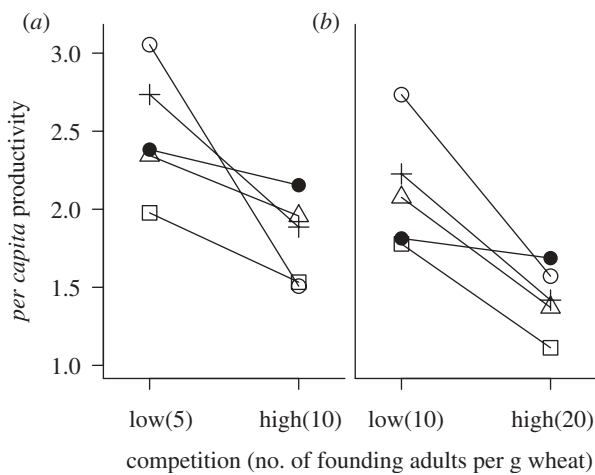 (a) (b)
3.0
2.5
2.0
1.5
1.0
per capita productivity
low(5) high(10) low(10) high(20)
competition (no. of founding adults per g wheat)